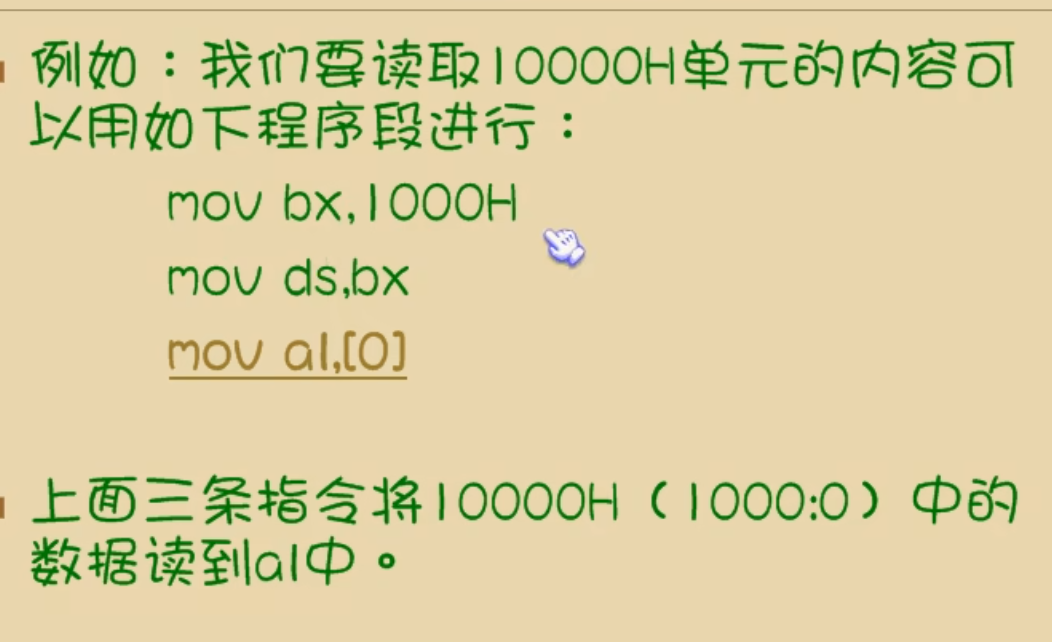 例如：我们要读取10000H单元的内容可
以用如下程序段进行：
mov bx,1000H
mov ds,bx
mov al,[0]
上面三条指令将10000H（1000:0）中的
数据读到al中。